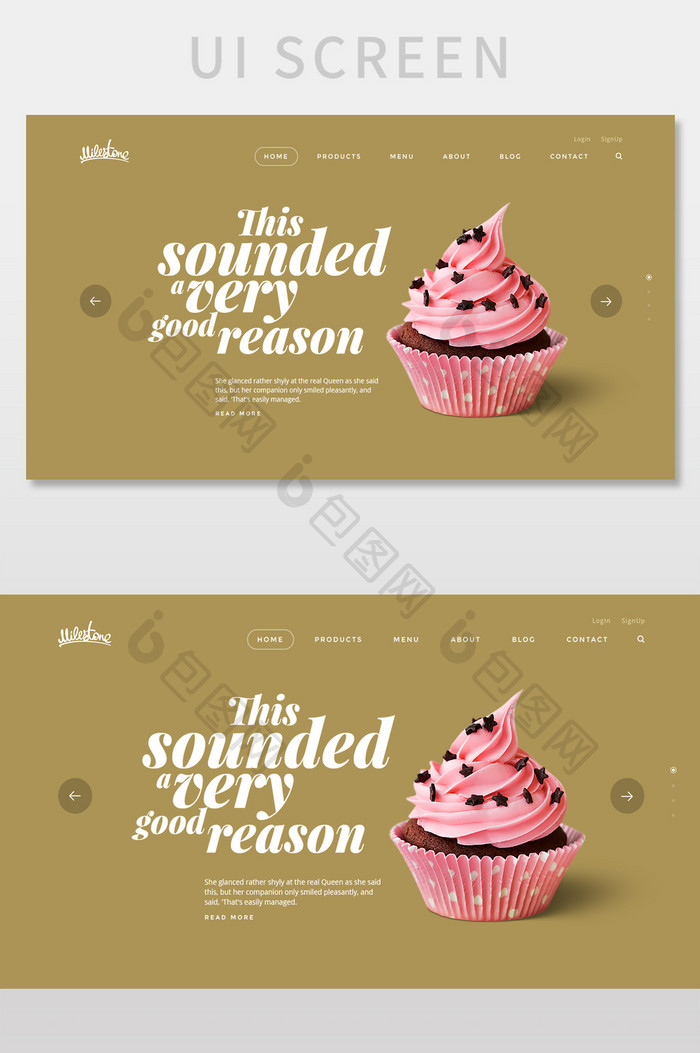 UI SCREEN
Login SignUp
Milestone
HOME PRODUCTS MENU ABOUT BLOG CONTACT
This
sounded
a very
good reason
She glanced rather shyly at the real Queen as she said
this, but her companion only smiled pleasantly, and
said, 'That's easily managed.
READ MORE
包图网
包图网
包图网
Login SignUp
Milestone
HOME PRODUCTS MENU ABOUT BLOG CONTACT
包图网
包图网
This
sounded
a very
good reason
She glanced rather shyly at the real Queen as she said
this, but her companion only smiled pleasantly, and
said, 'That's easily managed.
READ MORE